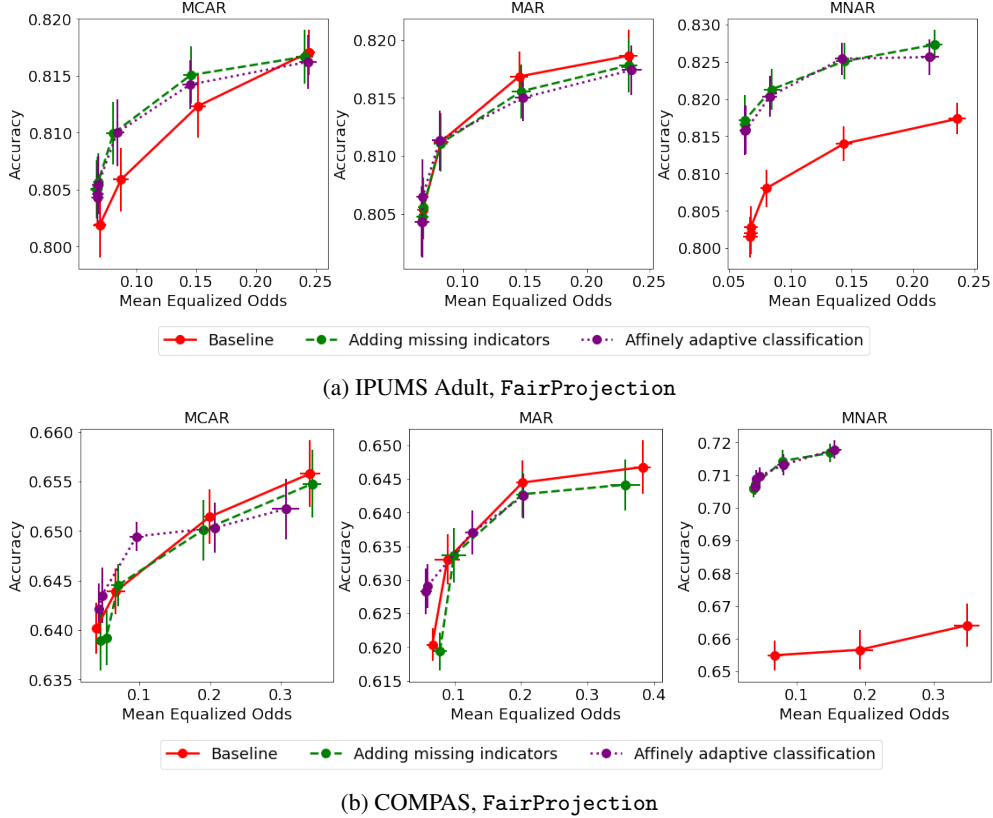 MCAR
MAR
MNAR
0.820
0.815
0.810
0.805
0.800
Accuracy
0.10
0.15
0.20
0.25
Mean Equalized Odds
0.820
0.815
0.810
0.805
Accuracy
0.10
0.15
0.20
0.25
Mean Equalized Odds
0.830
0.825
0.820
0.815
0.810
0.805
0.800
Accuracy
0.05
0.10
0.15
0.20
0.25
Mean Equalized Odds
Baseline
Adding missing indicators
Affinely adaptive classification
(a) IPUMS Adult, FairProjection
MCAR
MAR
MNAR
0.660
0.655
0.650
0.645
0.640
0.635
Accuracy
0.1
0.2
0.3
Mean Equalized Odds
0.650
0.645
0.640
0.635
0.630
0.625
0.620
0.615
Accuracy
0.1
0.2
0.3
0.4
Mean Equalized Odds
0.72
0.71
0.70
0.69
0.68
0.67
0.66
0.65
Accuracy
0.1
0.2
0.3
Mean Equalized Odds
Baseline
Adding missing indicators
Affinely adaptive classification
(b) COMPAS, FairProjection